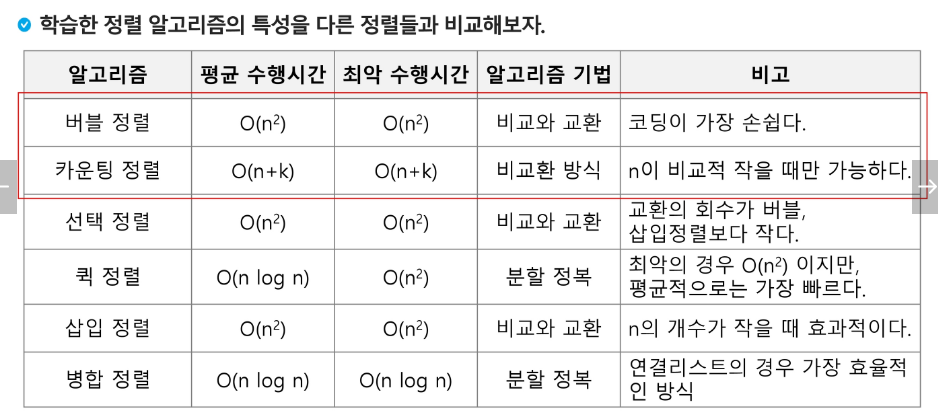 학습한 정렬 알고리즘의 특성을 다른 정렬들과 비교해보자.
알고리즘 평균 수행시간 최악 수행시간 알고리즘 기법 비고
버블 정렬 O(n²) O(n²) 비교와 교환 코딩이 가장 손쉽다.
카운팅 정렬 O(n+k) O(n+k) 비교환 방식 n이 비교적 작을 때만 가능하다.
선택 정렬 O(n²) O(n²) 비교와 교환 교환의 회수가 버블,
삽입정렬보다 작다.
퀵 정렬 O(n log n) O(n²) 분할 정복 최악의 경우 O(n²) 이지만,
평균적으로는 가장 빠르다.
삽입 정렬 O(n²) O(n²) 비교와 교환 n의 개수가 작을 때 효과적이다.
병합 정렬 O(n log n) O(n log n) 분할 정복 연결리스트의 경우 가장 효율적
인 방식